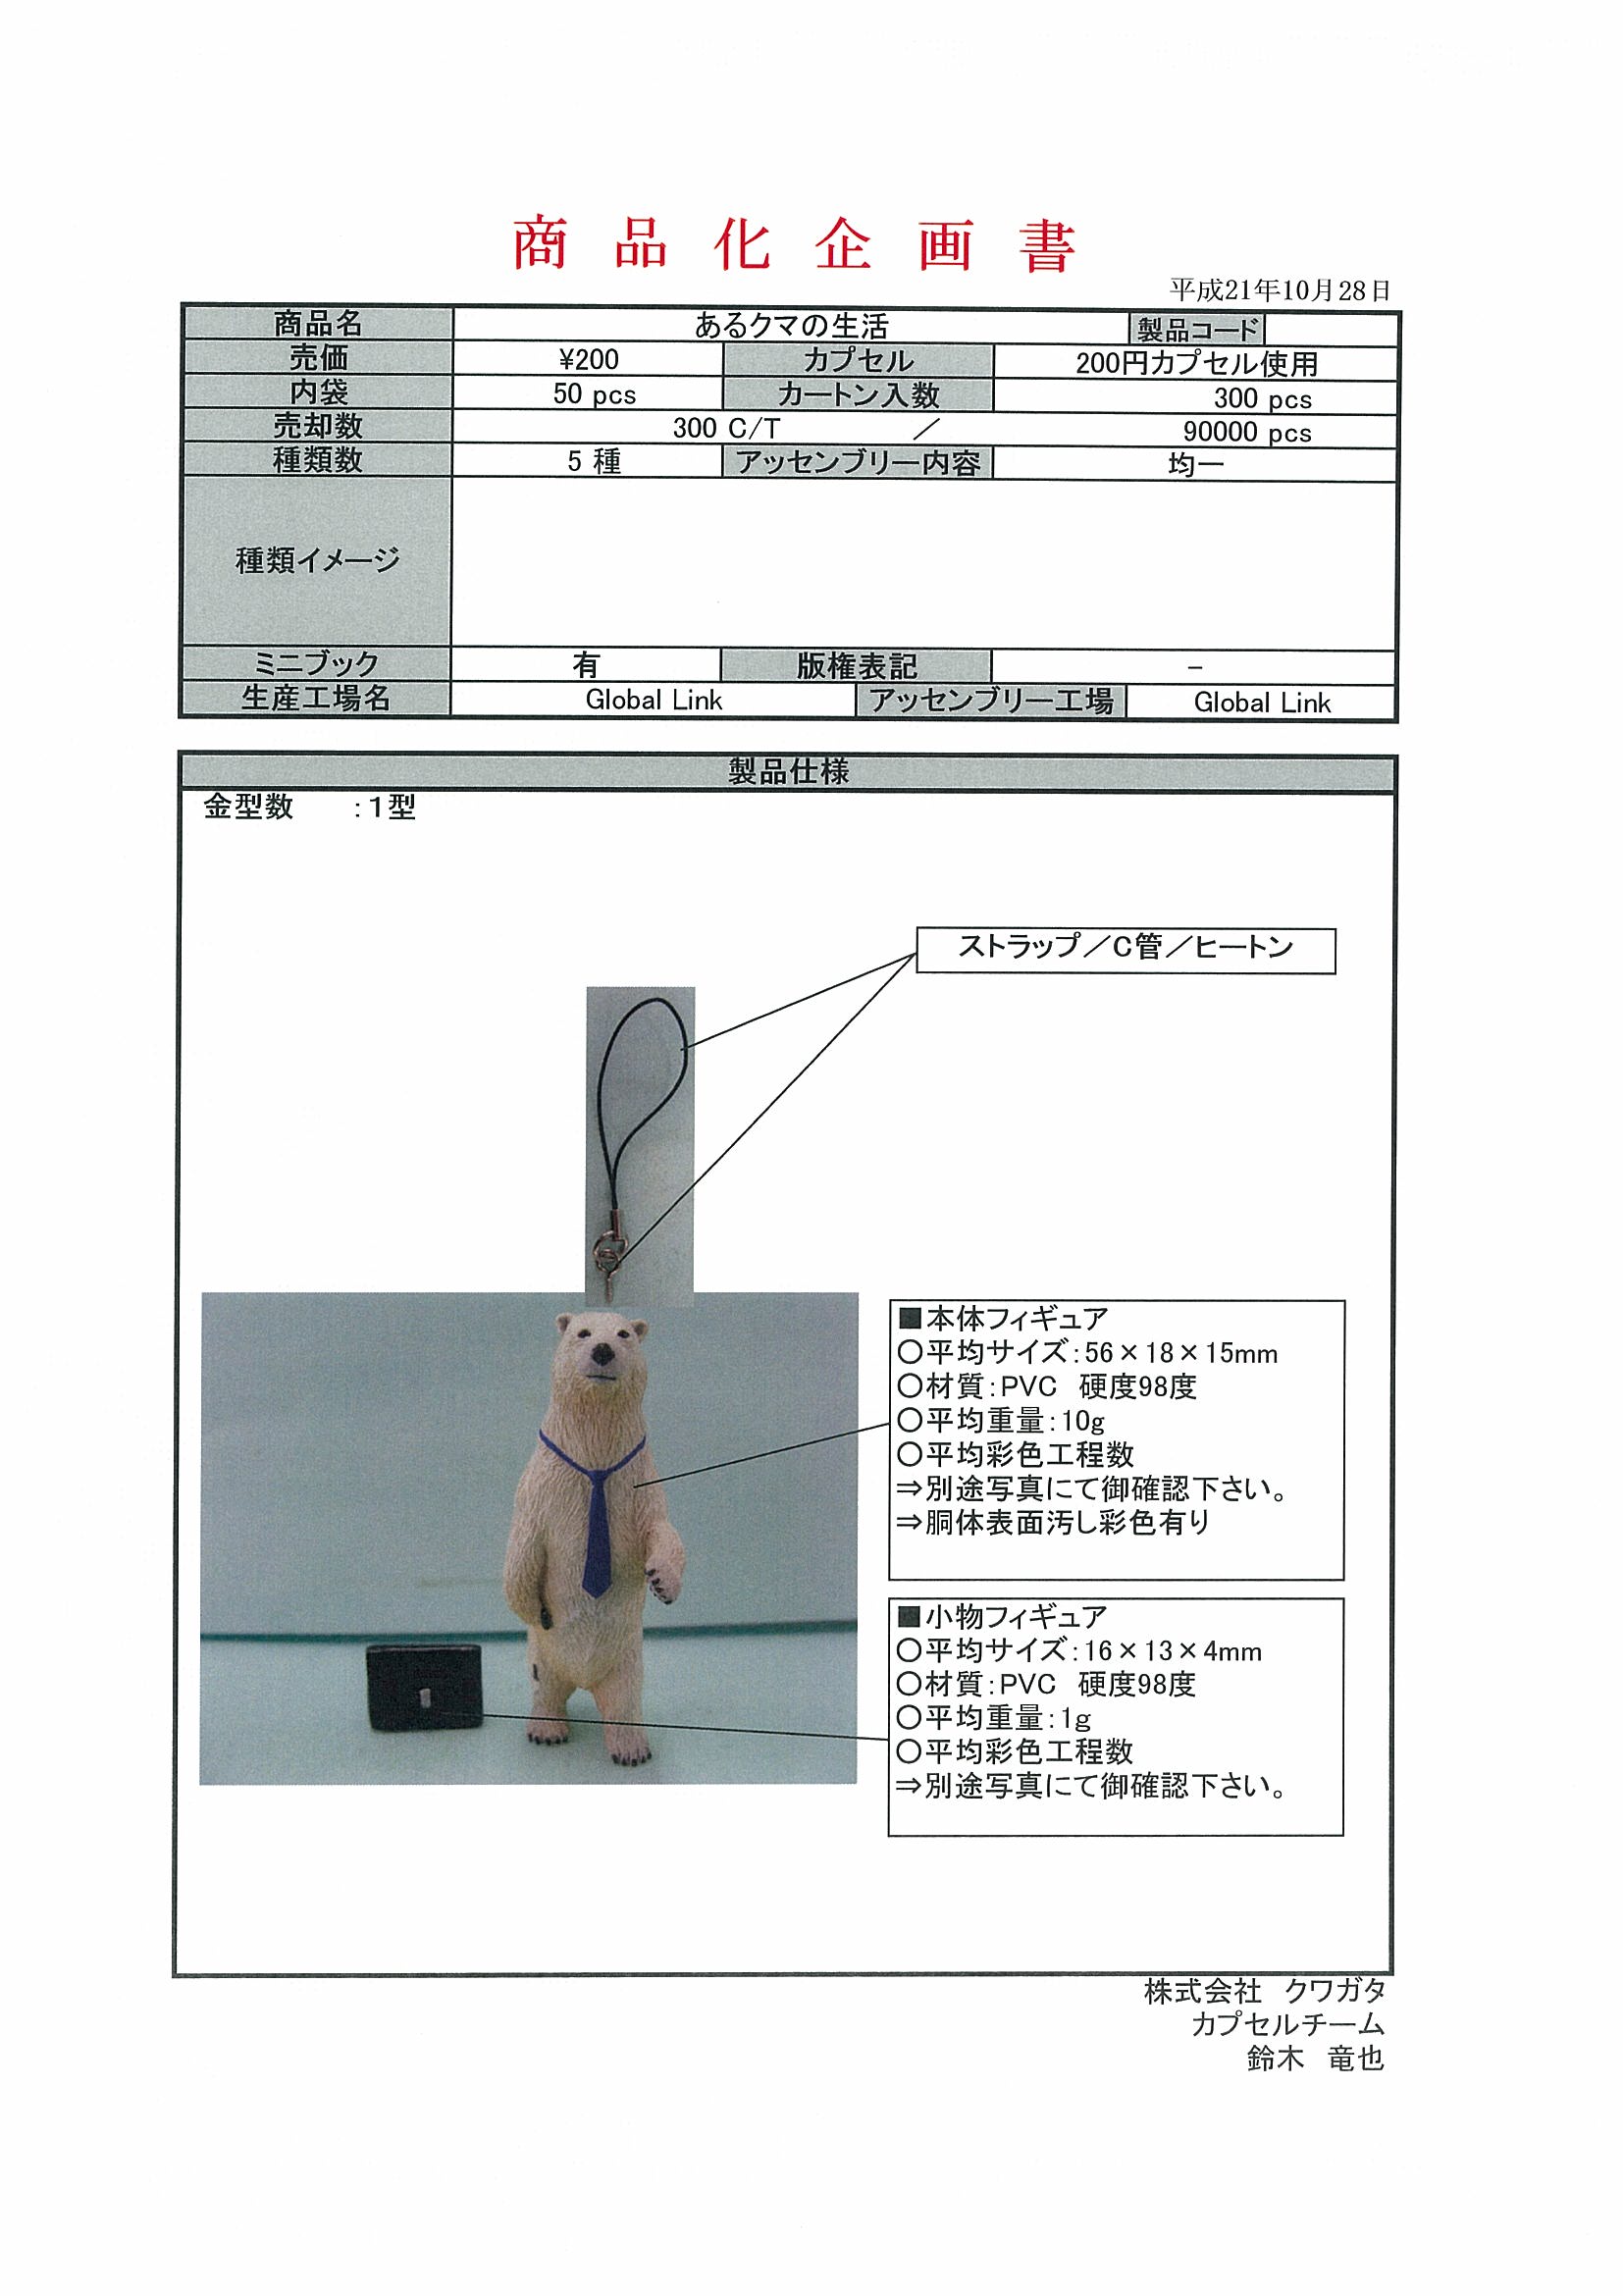 商品化企画書
平成21年10月28日
商品名 あるクマの生活 製品コード
売価 ¥200 カプセル 200円カプセル使用
内袋 50 pcs カートン入数 300 pcs
売却数 300 C/T ／ 90000 pcs
種類数 5 種 アッセンブリー内容 均一
種類イメージ
ミニブック 有 版権表記 −
生産工場名 Global Link アッセンブリー工場 Global Link
製品仕様
金型数 ：１型
ストラップ／C管／ヒートン
■本体フィギュア
○平均サイズ：56×18×15mm
○材質：PVC 硬度98度
○平均重量：10g
○平均彩色工程数
⇒別途写真にて御確認下さい。
⇒胴体表面汚し彩色有り
■小物フィギュア
○平均サイズ：16×13×4mm
○材質：PVC 硬度98度
○平均重量：1g
○平均彩色工程数
⇒別途写真にて御確認下さい。
株式会社 クワガタ
カプセルチーム
鈴木 竜也